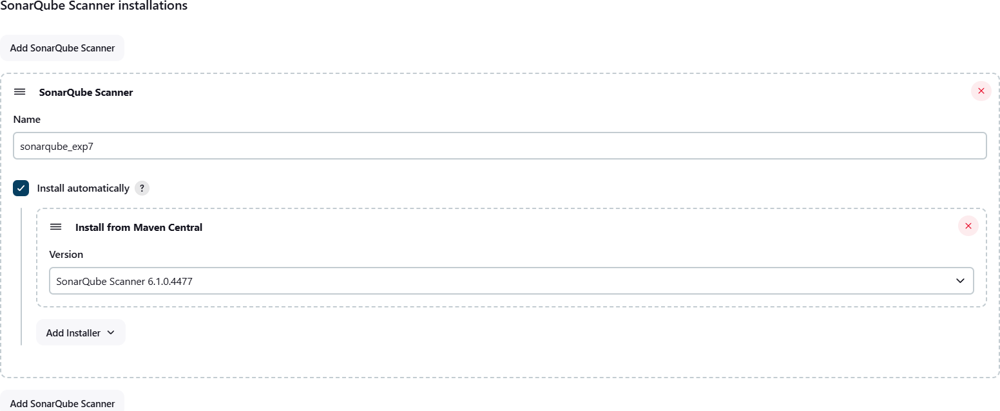 SonarQube Scanner installations
Add SonarQube Scanner
SonarQube Scanner
Name
sonarqube_exp7
Install automatically ?
Install from Maven Central
Version
SonarQube Scanner 6.1.0.4477
Add Installer
Add SonarQube Scanner